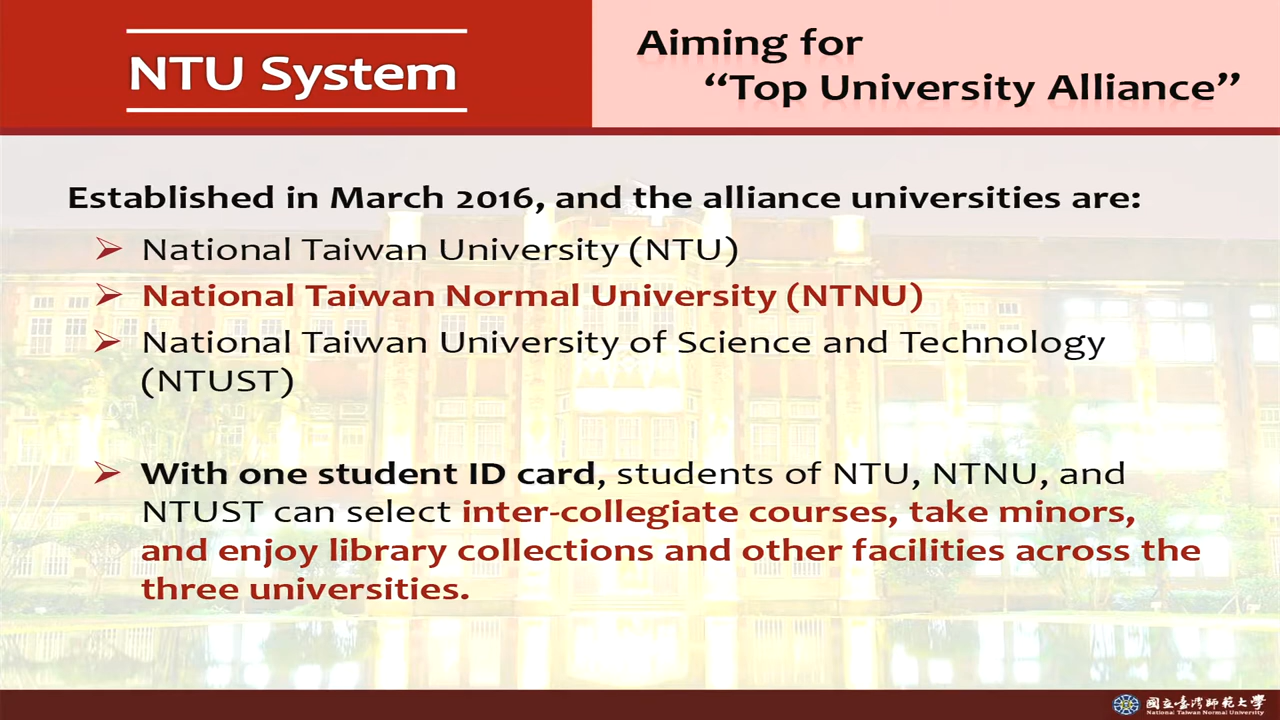 NTU System
Aiming for
“Top University Alliance”
Established in March 2016, and the alliance universities are:
National Taiwan University (NTU)
National Taiwan Normal University (NTNU)
National Taiwan University of Science and Technology
(NTUST)
With one student ID card, students of NTU, NTNU, and
NTUST can select inter-collegiate courses, take minors,
and enjoy library collections and other facilities across the
three universities.
國立臺灣師範大學
National Taiwan Normal University